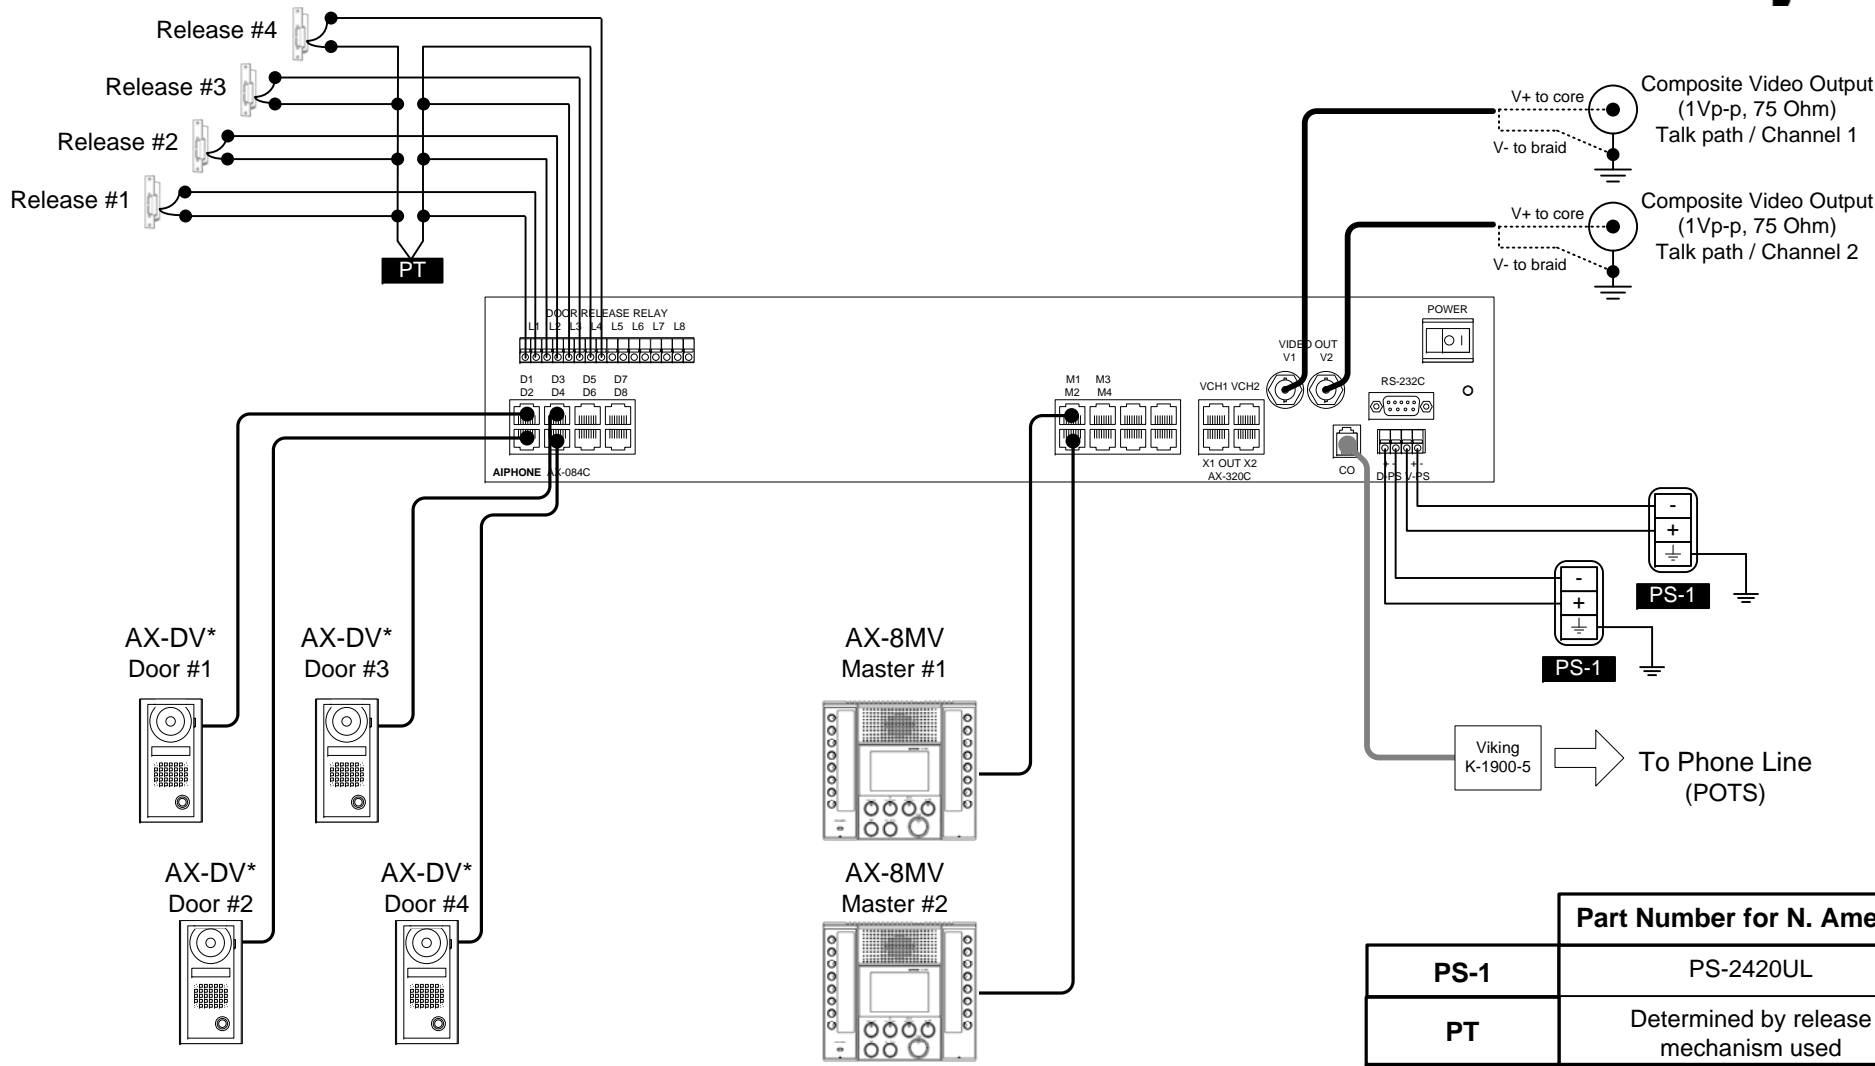 Release #4
Release #3
Release #2
Release #1
PT
V+ to core
V- to braid
Composite Video Output
(1Vp-p, 75 Ohm)
Talk path / Channel 1
V+ to core
V- to braid
Composite Video Output
(1Vp-p, 75 Ohm)
Talk path / Channel 2
DOOR RELEASE RELAY
L1 L2 L3 L4 L5 L6 L7 L8
D1 D3 D5 D7
D2 D4 D6 D8
AIPHONE AX-084C
M1 M3
M2 M4
VCH1 VCH2
X1 OUT X2
AX-320C
VIDEO OUT
V1 V2
CO
RS-232C
POWER
+ - + -
D-PS V-PS
-
+
PS-1
-
+
PS-1
AX-DV*
Door #1
AX-DV*
Door #3
AX-8MV
Master #1
Viking
K-1900-5
To Phone Line
(POTS)
AX-DV*
Door #2
AX-DV*
Door #4
AX-8MV
Master #2
Part Number for N. Ame
PS-1 PS-2420UL
PT Determined by release
mechanism used